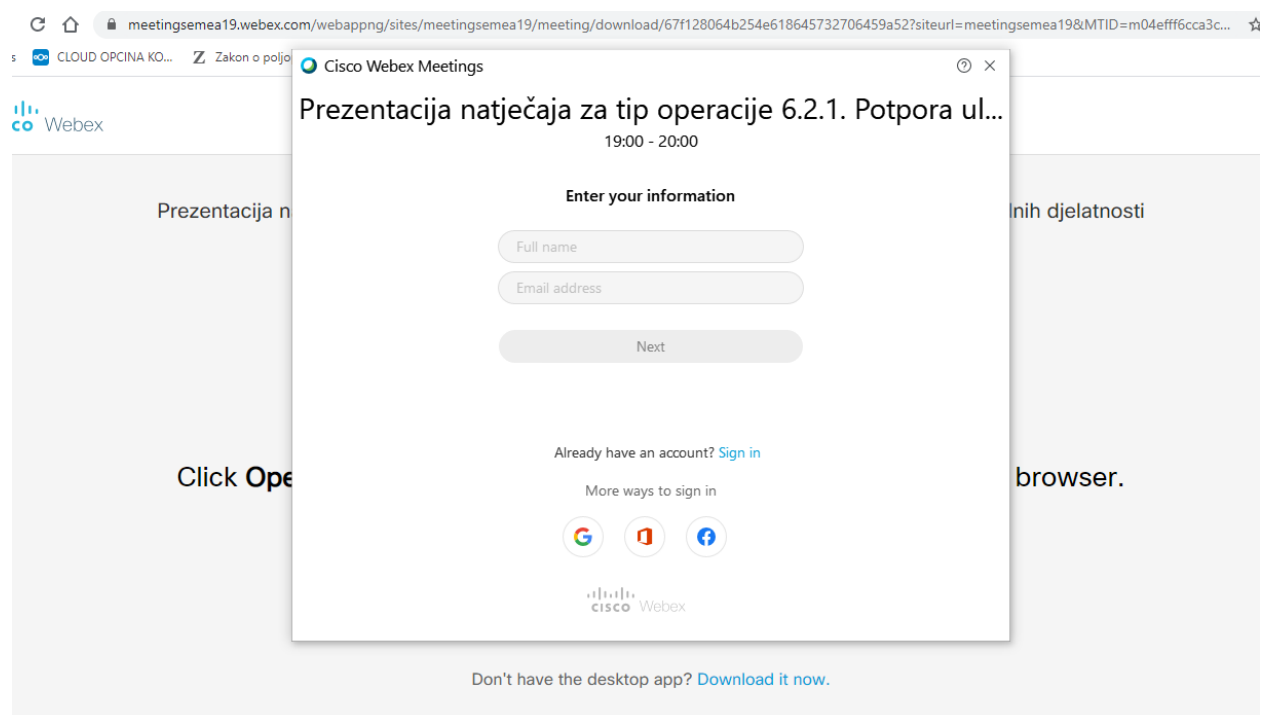 meetingsemea19.webex.com/webappng/sites/meetingsemea19/meeting/download/67f128064b254e618645732706459a52?siteurl=meetingsemea19&MTID=m04efff6cca3c...
s CLOUD OPCINA KO... Z Zakon o poljo
Cisco Webex Meetings
co Webex
Prezentacija natječaja za tip operacije 6.2.1. Potpora ul...
19:00 - 20:00
Enter your information
Prezentacija n
lnih djelatnosti
Full name
Email address
Next
Already have an account? Sign in
Click Ope
browser.
More ways to sign in
cisco Webex
Don't have the desktop app? Download it now.